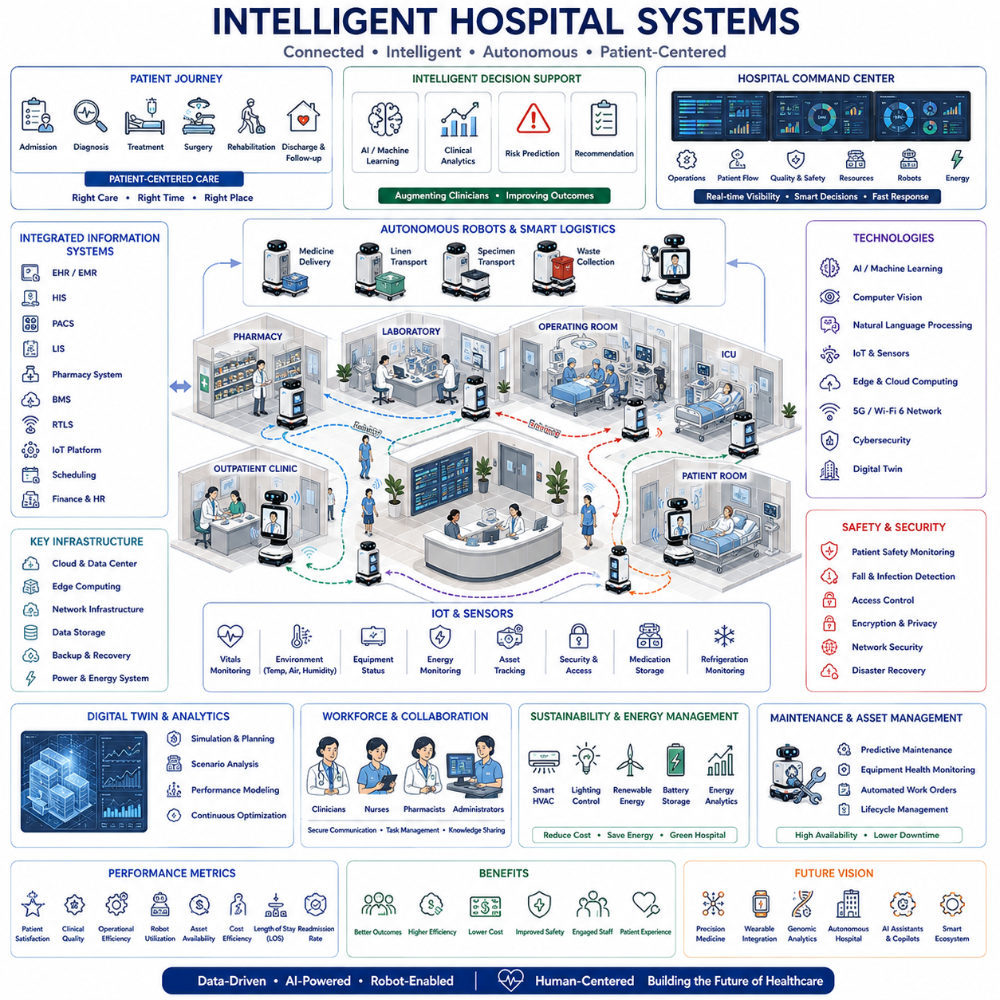 INTELLIGENT HOSPITAL SYSTEMS
Connected • Intelligent • Autonomous • Patient-Centered
PATIENT JOURNEY
Admission
Diagnosis
Treatment
Surgery
Rehabilitation
Discharge &
Follow-up
PATIENT-CENTERED CARE
Right Care • Right Time • Right Place
INTELLIGENT DECISION SUPPORT
AI / Machine
Learning
Clinical
Analytics
Risk Prediction
Recommendation
Augmenting Clinicians • Improving Outcomes
HOSPITAL COMMAND CENTER
Operations
Patient Flow
Quality & Safety
Resources
Robots
Energy
Real-time Visibility • Smart Decisions • Fast Response
INTEGRATED INFORMATION
SYSTEMS
EHR / EMR
HIS
PACS
LIS
Pharmacy System
BMS
RTLS
IoT Platform
Scheduling
Finance & HR
AUTONOMOUS ROBOTS & SMART LOGISTICS
Medicine
Delivery
Linen
Transport
Specimen
Transport
Waste
Collection
TECHNOLOGIES
AI / Machine Learning
Computer Vision
Natural Language Processing
IoT & Sensors
Edge & Cloud Computing
5G / Wi-Fi 6 Network
Cybersecurity
Digital Twin
PHARMACY
LABORATORY
OPERATING ROOM
ICU
OUTPATIENT CLINIC
PATIENT ROOM
KEY INFRASTRUCTURE
Cloud & Data Center
Edge Computing
Network Infrastructure
Data Storage
Backup & Recovery
Power & Energy System
SAFETY & SECURITY
Patient Safety Monitoring
Fall & Infection Detection
Access Control
Encryption & Privacy
Network Security
Disaster Recovery
IOT & SENSORS
Vitals
Monitoring
Environment
(Temp, Air, Humidity)
Equipment
Status
Energy
Monitoring
Asset
Tracking
Security &
Access
Medication
Storage
Refrigeration
Monitoring
DIGITAL TWIN & ANALYTICS
Simulation & Planning
Scenario Analysis
Performance Modeling
Continuous Optimization
WORKFORCE & COLLABORATION
Clinicians
Nurses
Pharmacists
Administrators
Secure Communication • Task Management • Knowledge Sharing
SUSTAINABILITY & ENERGY MANAGEMENT
Smart
HVAC
Lighting
Control
Renewable
Energy
Battery
Storage
Energy
Analytics
Reduce Cost • Save Energy • Green Hospital
MAINTENANCE & ASSET MANAGEMENT
Predictive Maintenance
Equipment Health Monitoring
Automated Work Orders
Lifecycle Management
High Availability • Lower Downtime
PERFORMANCE METRICS
Patient
Satisfaction
Clinical
Quality
Operational
Efficiency
Robot
Utilization
Asset
Availability
Cost
Efficiency
Length of Stay
(LOS)
Readmission
Rate
BENEFITS
Better Outcomes
Higher Efficiency
Lower Cost
Improved Safety
Engaged Staff
Patient Experience
FUTURE VISION
Precision
Medicine
Wearable
Integration
Genomic
Analytics
Autonomous
Hospital
AI Assistants
& Copilots
Smart
Ecosystem
Data-Driven • AI-Powered • Robot-Enabled | Human-Centered Building the Future of Healthcare